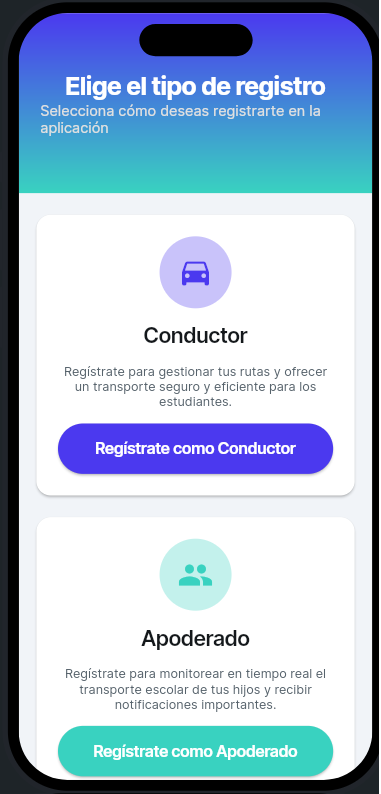 Elige el tipo de registro
Selecciona cómo deseas registrarte en la
aplicación
Conductor
Regístrate para gestionar tus rutas y ofrecer
un transporte seguro y eficiente para los
estudiantes.
Regístrate como Conductor
Apoderado
Regístrate para monitorear en tiempo real el
transporte escolar de tus hijos y recibir
notificaciones importantes.
Regístrate como Apoderado